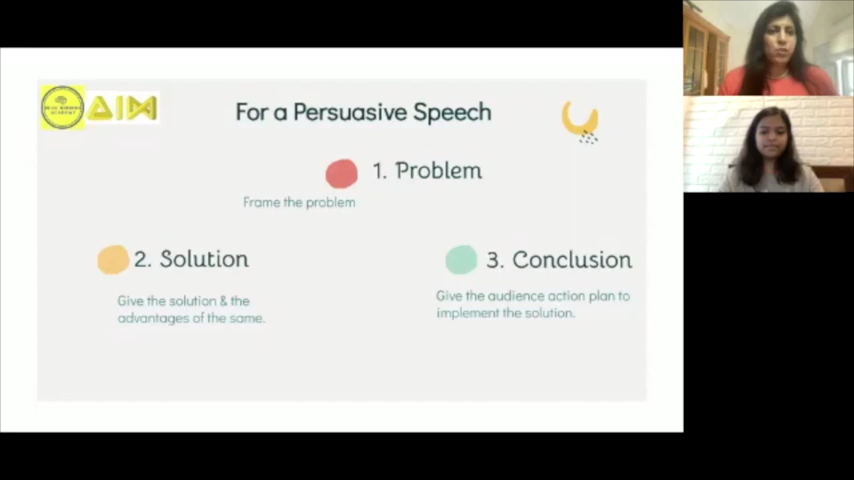 AIM
For a Persuasive Speech
1. Problem
Frame the problem
2. Solution
3. Conclusion
Give the solution & the
advantages of the same.
Give the audience action plan to
implement the solution.